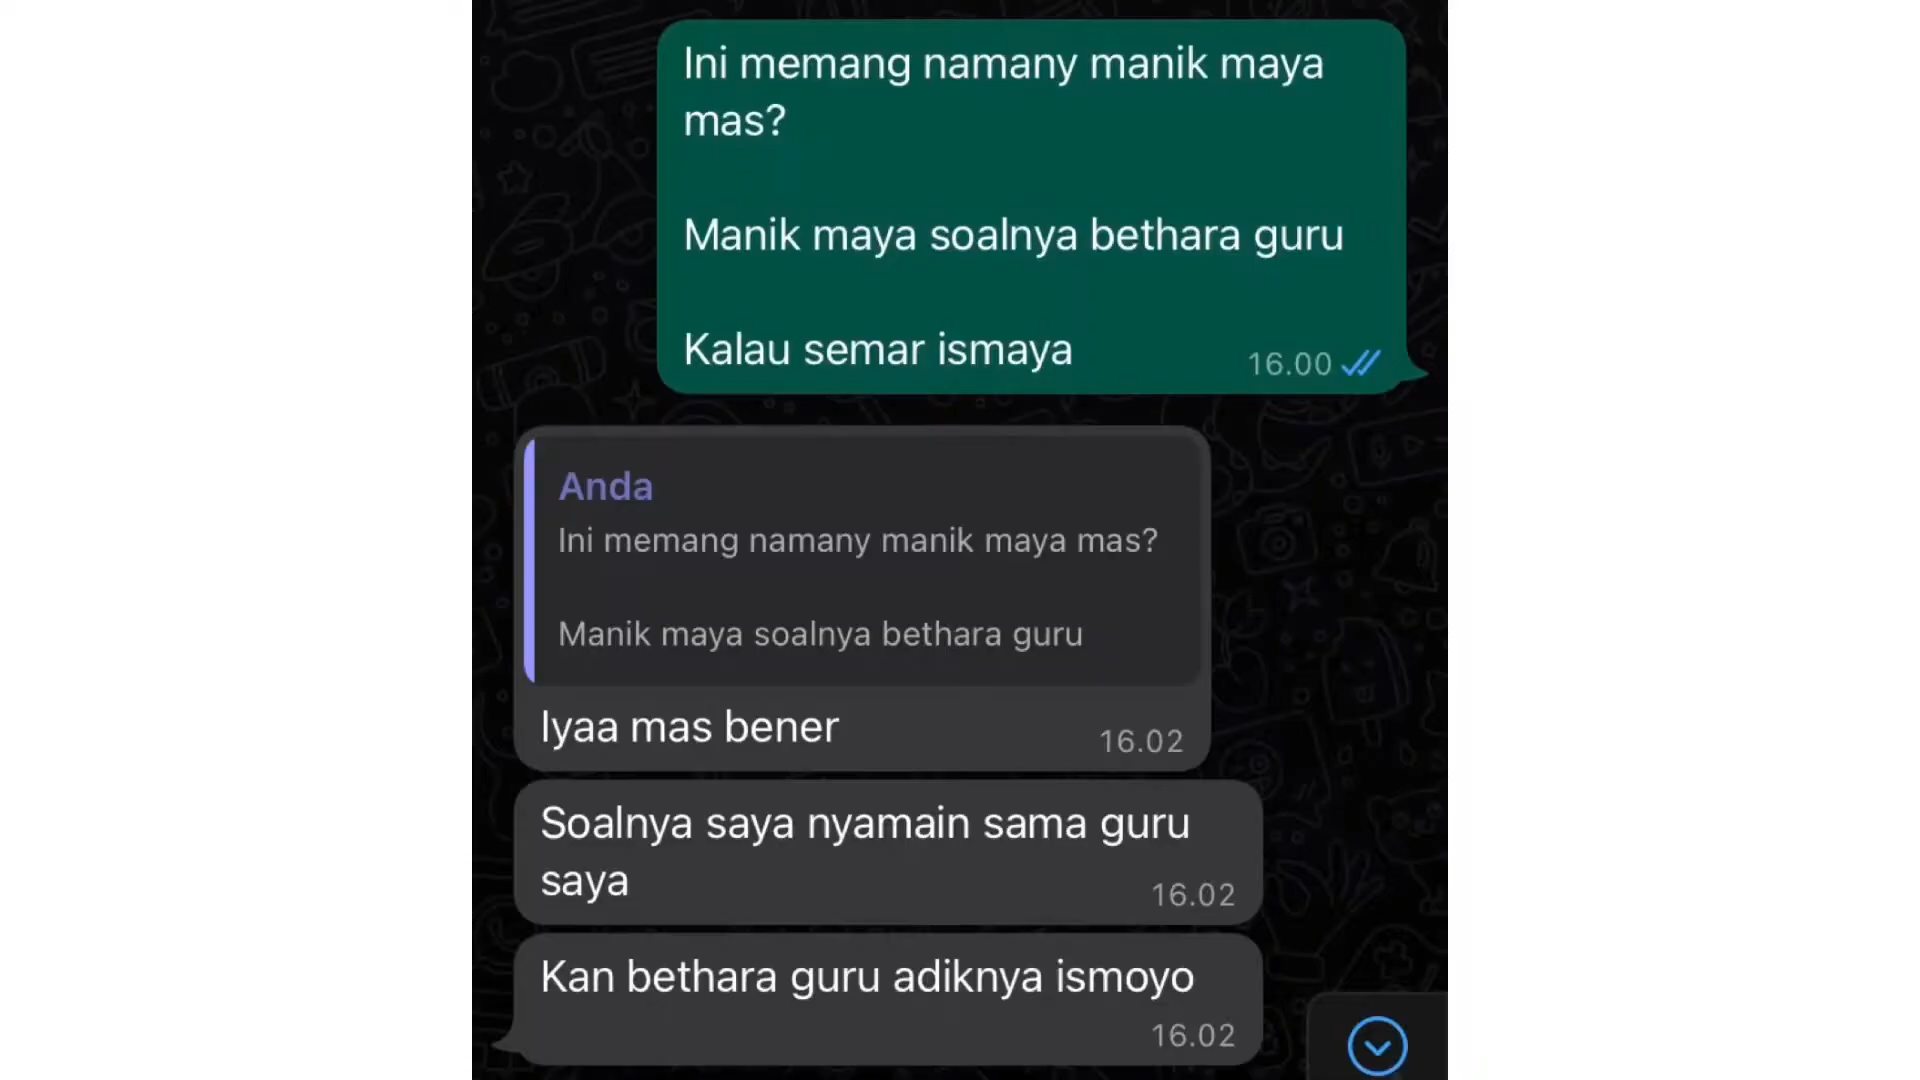 Ini memang namany manik maya
mas?
Manik maya soalnya bethara guru
Kalau semar ismaya
16.00
Anda
Ini memang namany manik maya mas?
Manik maya soalnya bethara guru
Iyaa mas bener
16.02
Soalnya saya nyamain sama guru
saya
16.02
Kan bethara guru adiknya ismoyo
16.02